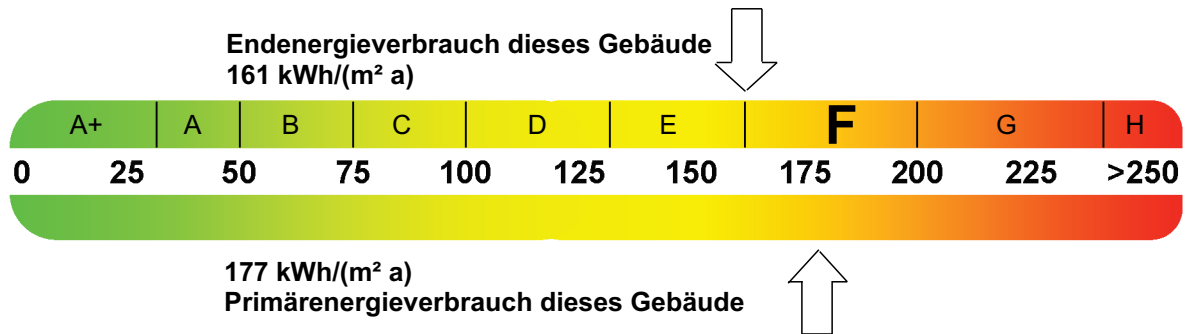 Endenergieverbrauch dieses Gebäude
161 kWh/(m² a)
A+ A B C D E F G H
0 25 50 75 100 125 150 175 200 225 >250
177 kWh/(m² a)
Primärenergieverbrauch dieses Gebäude